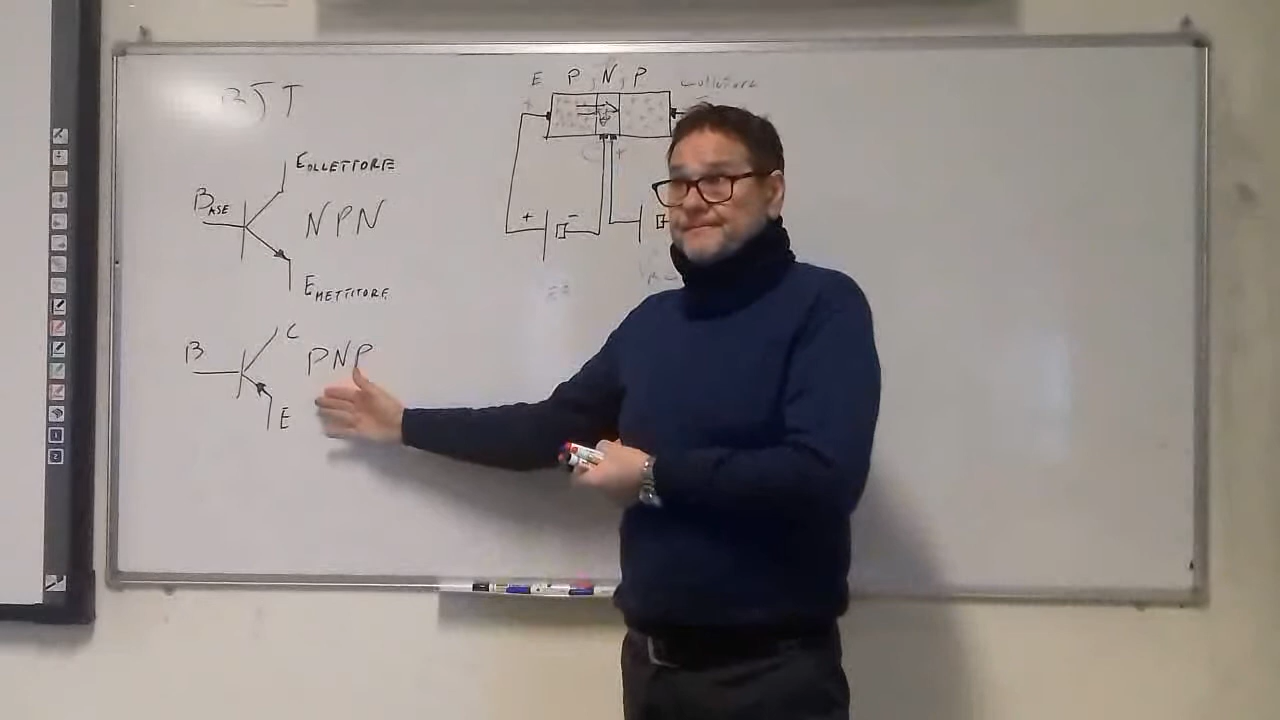 BJT
COLLETTORE
BASE
NPN
EMETTITORE
B
C
PNP
E
E P N P COLLETTORE
+
+
+ -